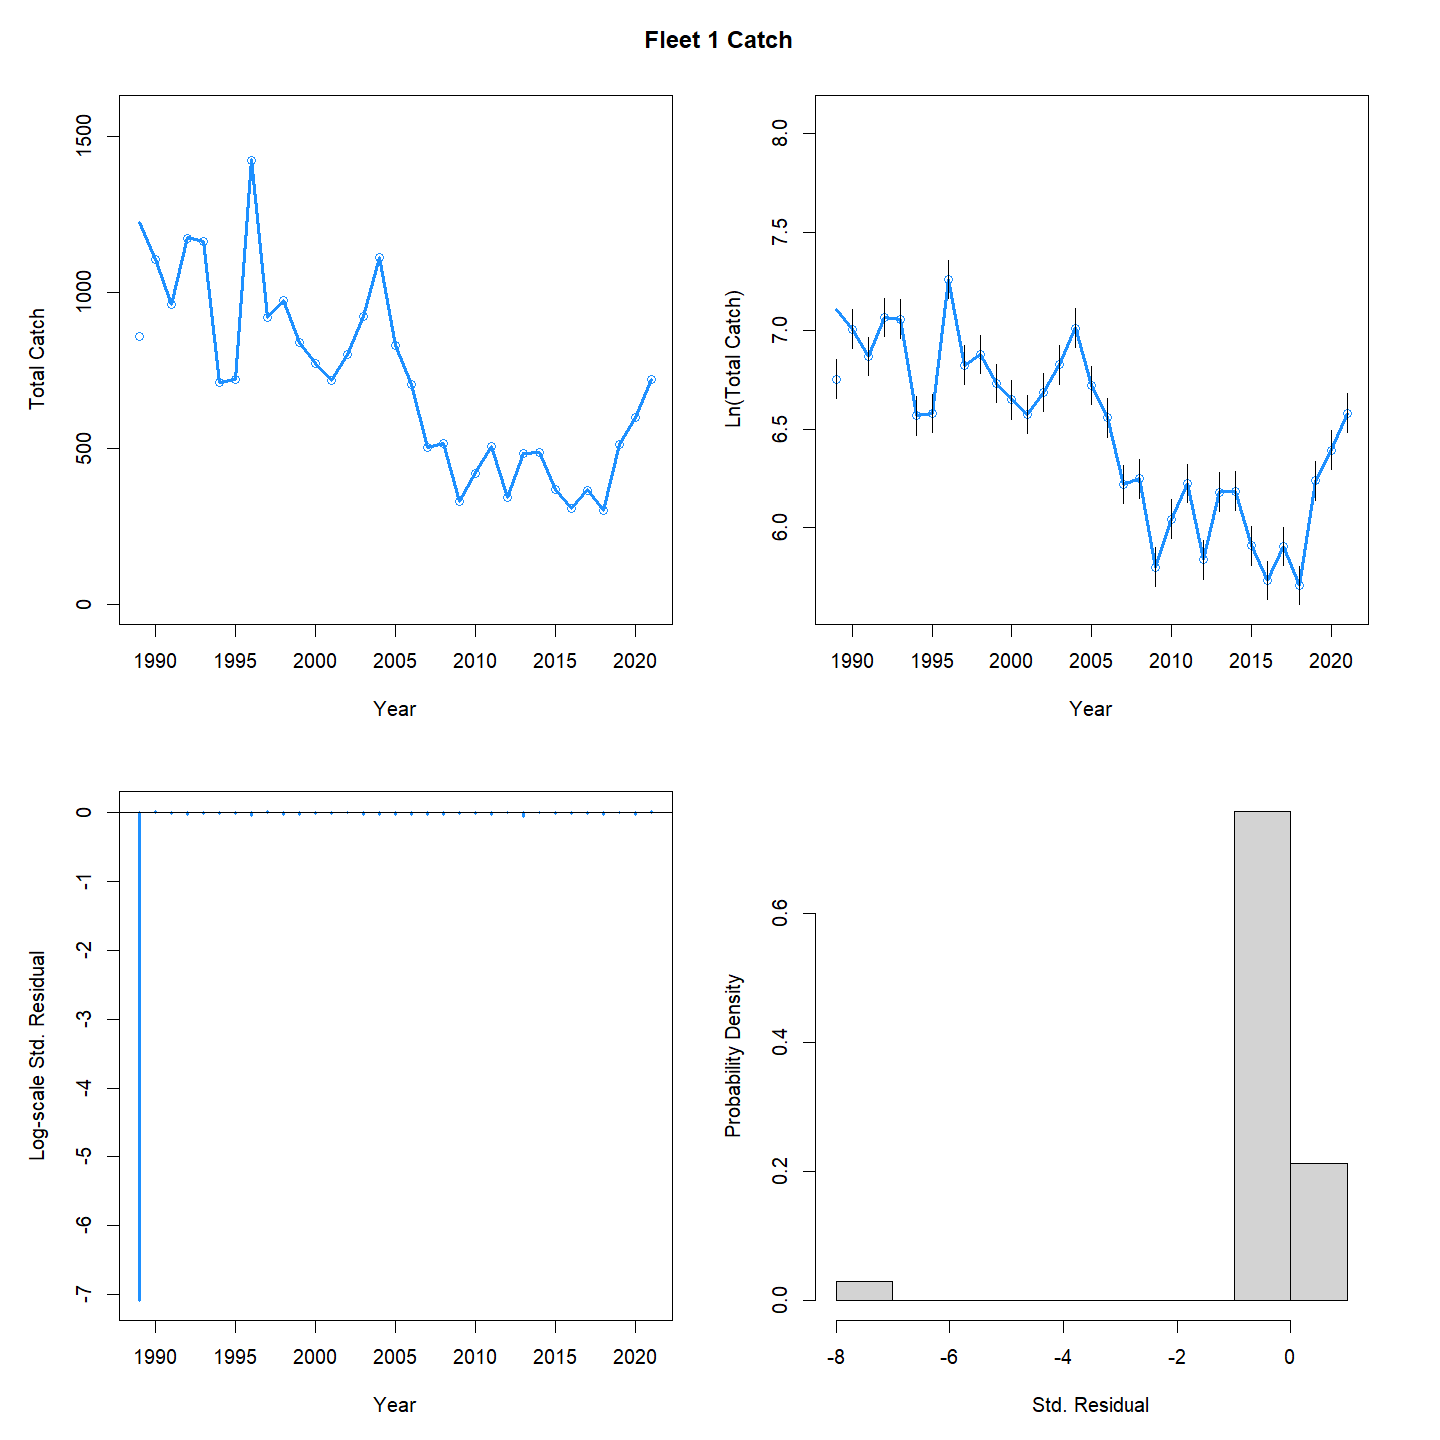 Fleet 1 Catch
Total Catch
1500
1000
500
0
1990 1995 2000 2005 2010 2015 2020
Year
Ln(Total Catch)
8.0
7.5
7.0
6.5
6.0
1990 1995 2000 2005 2010 2015 2020
Year
Log-scale Std. Residual
0
-1
-2
-3
-4
-5
-6
-7
1990 1995 2000 2005 2010 2015 2020
Year
Probability Density
0.6
0.4
0.2
0.0
-8 -6 -4 -2 0
Std. Residual